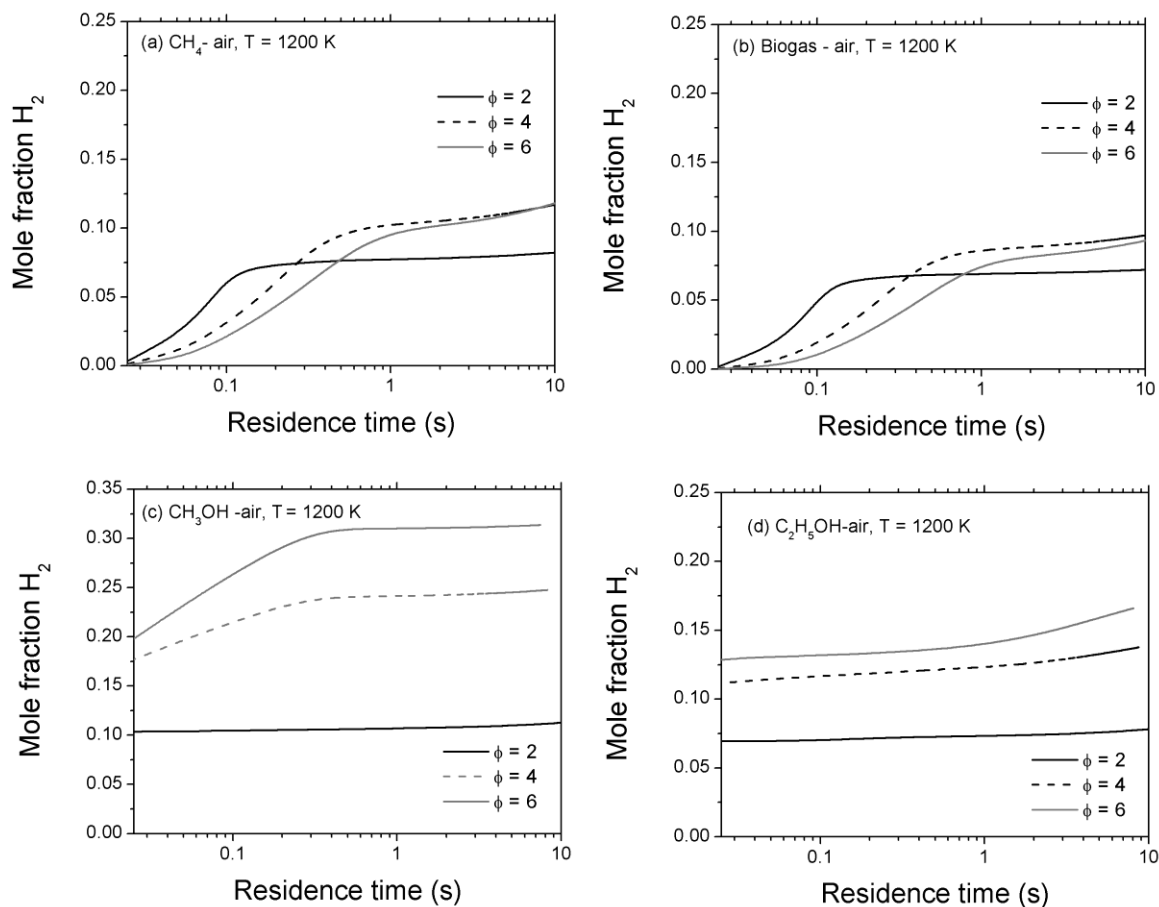 (a) CH₄- air, T = 1200 K
Mole fraction H₂
0.25
0.20
0.15
0.10
0.05
0.00
ϕ = 2
ϕ = 4
ϕ = 6
0.1
1
10
Residence time (s)
(b) Biogas - air, T = 1200 K
Mole fraction H₂
0.25
0.20
0.15
0.10
0.05
0.00
ϕ = 2
ϕ = 4
ϕ = 6
0.1
1
10
Residence time (s)
(c) CH₃OH -air, T = 1200 K
Mole fraction H₂
0.35
0.30
0.25
0.20
0.15
0.10
0.05
0.00
ϕ = 2
ϕ = 4
ϕ = 6
0.1
1
10
Residence time (s)
(d) C₂H₅OH-air, T = 1200 K
Mole fraction H₂
0.25
0.20
0.15
0.10
0.05
0.00
ϕ = 2
ϕ = 4
ϕ = 6
0.1
1
10
Residence time (s)